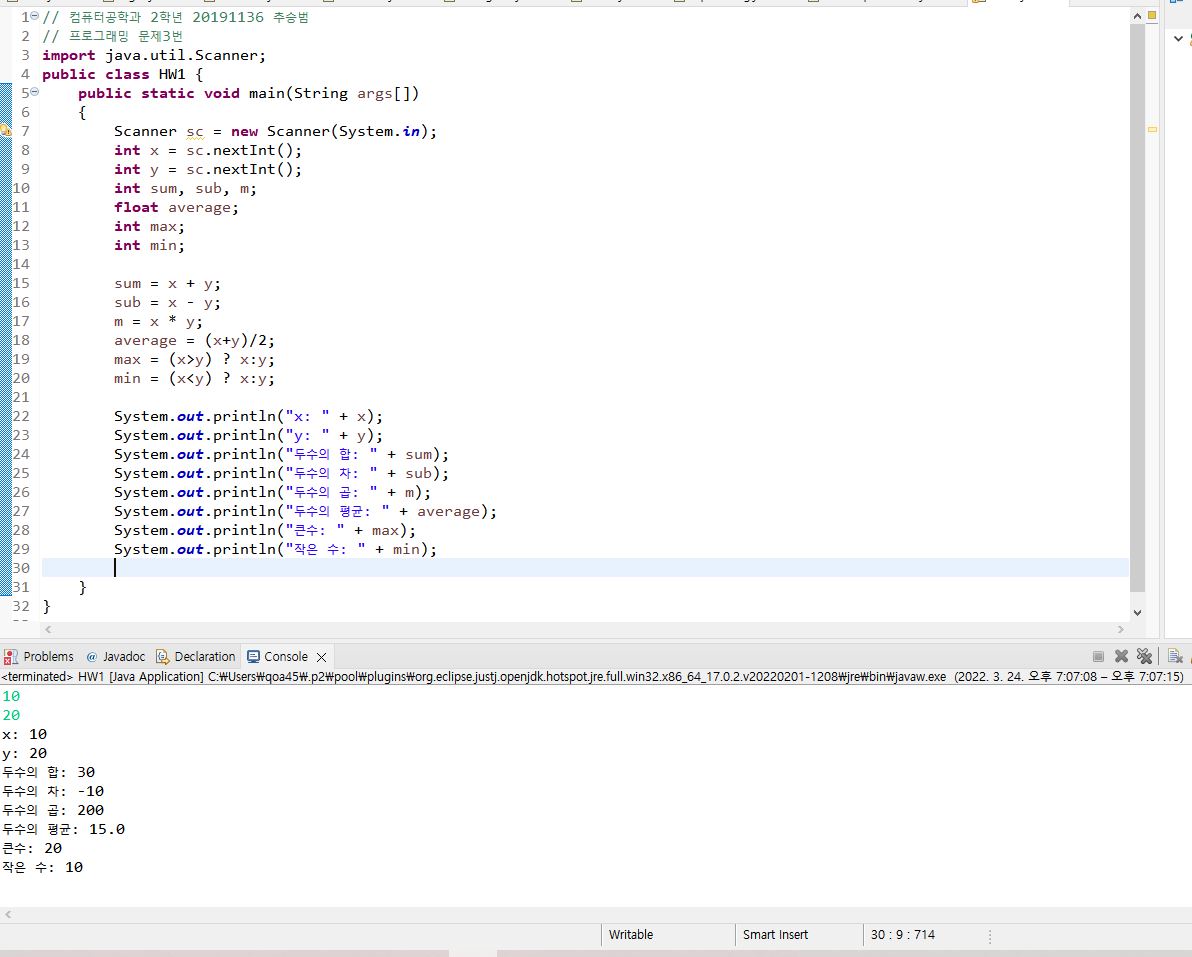 1 // 컴퓨터공학과 2학년 20191136 추승범
2 // 프로그래밍 문제3번
3 import java.util.Scanner;
4 public class HW1 {
5     public static void main(String args[])
6     {
7         Scanner sc = new Scanner(System.in);
8         int x = sc.nextInt();
9         int y = sc.nextInt();
10         int sum, sub, m;
11         float average;
12         int max;
13         int min;
14
15         sum = x + y;
16         sub = x - y;
17         m = x * y;
18         average = (x+y)/2;
19         max = (x>y) ? x:y;
20         min = (x<y) ? x:y;
21
22         System.out.println("x: " + x);
23         System.out.println("y: " + y);
24         System.out.println("두수의 합: " + sum);
25         System.out.println("두수의 차: " + sub);
26         System.out.println("두수의 곱: " + m);
27         System.out.println("두수의 평균: " + average);
28         System.out.println("큰수: " + max);
29         System.out.println("작은 수: " + min);
30
31     }
32 }
Problems @ Javadoc Declaration Console
<terminated> HW1 [Java Application] C:₩Users₩qoa45₩.p2₩pool₩plugins₩org.eclipse.justj.openjdk.hotspot.jre.full.win32.x86_64_17.0.2.v20220201-1208₩jre₩bin₩javaw.exe (2022. 3. 24. 오후 7:07:08 – 오후 7:07:15)
10
20
x: 10
y: 20
두수의 합: 30
두수의 차: -10
두수의 곱: 200
두수의 평균: 15.0
큰수: 20
작은 수: 10
Writable Smart Insert 30 : 9 : 714